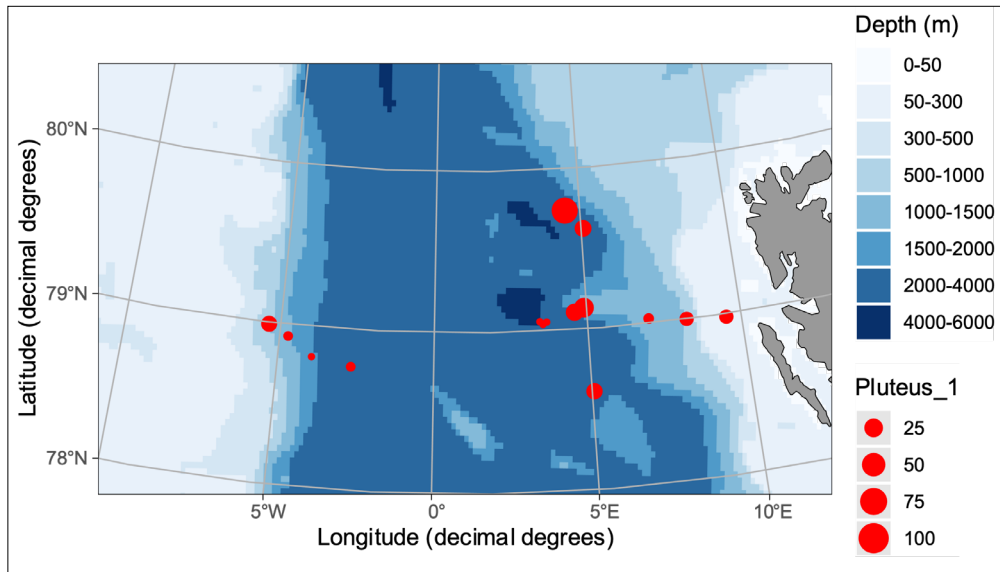 Depth (m)
0-50
50-300
300-500
500-1000
1000-1500
1500-2000
2000-4000
4000-6000
Pluteus_1
25
50
75
100
80°N
79°N
78°N
Latitude (decimal degrees)
5°W
0°
5°E
10°E
Longitude (decimal degrees)